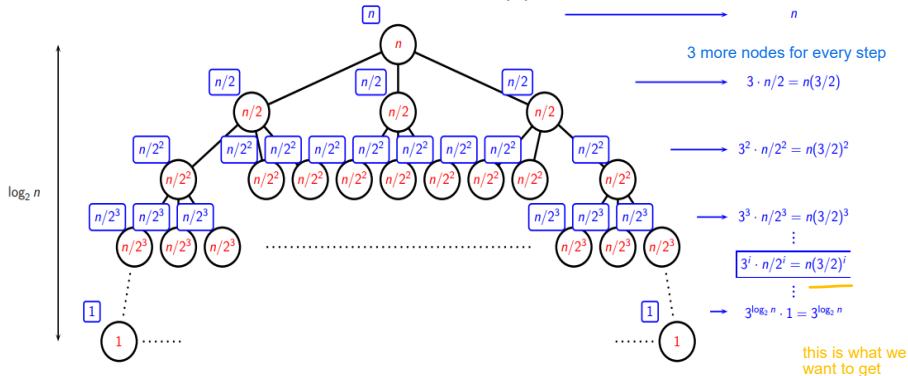 n n
n 3 more nodes for every step
n/2 n/2 n/2 3 · n/2 = n(3/2)
n/2 n/2 n/2
n/2² n/2² n/2² n/2² n/2² n/2² n/2² n/2² n/2² 3² · n/2² = n(3/2)²
n/2² n/2² n/2² n/2² n/2² n/2² n/2² n/2² n/2²
log₂ n
n/2³ n/2³ n/2³ n/2³ n/2³ n/2³ 3³ · n/2³ = n(3/2)³
n/2³ n/2³ n/2³ n/2³ n/2³ n/2³
3ⁱ · n/2ⁱ = n(3/2)ⁱ
1 1 3^{log₂ n} · 1 = 3^{log₂ n}
1 1
this is what we
want to get